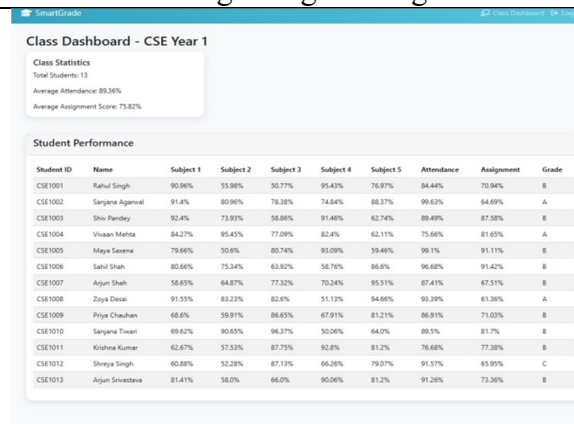 SmartGrade Class Dashboard
Class Dashboard - CSE Year 1
Class Statistics
Total Students: 13
Average Attendance: 89.36%
Average Assignment Score: 75.82%
Student Performance
Student ID Name Subject 1 Subject 2 Subject 3 Subject 4 Subject 5 Attendance Assignment Grade
CSE1001 Rahul Singh 90.96% 55.98% 50.77% 95.43% 76.97% 84.44% 70.94% B
CSE1002 Sanjana Agarwal 91.4% 80.96% 78.38% 74.84% 88.37% 99.63% 64.69% A
CSE1003 Shiv Pandey 92.4% 73.93% 58.86% 91.46% 62.74% 89.49% 87.58% B
CSE1004 Vivaan Mehta 84.27% 95.45% 77.09% 82.4% 62.11% 75.66% 81.65% A
CSE1005 Maya Saxena 79.66% 50.6% 80.74% 93.09% 59.46% 99.1% 91.11% B
CSE1006 Sahil Shah 80.66% 75.34% 63.92% 58.76% 86.6% 96.68% 91.42% B
CSE1007 Arjun Shah 58.65% 64.87% 77.32% 70.24% 95.51% 87.41% 67.51% B
CSE1008 Zoya Desai 91.55% 83.23% 82.6% 51.13% 94.66% 93.39% 61.36% A
CSE1009 Priya Chauhan 68.6% 59.91% 86.65% 67.91% 81.21% 86.91% 71.03% B
CSE1010 Sanjana Tiwari 69.62% 90.65% 96.37% 50.06% 64.0% 89.5% 81.7% B
CSE1011 Krishna Kumar 62.67% 57.53% 87.75% 92.8% 81.2% 76.68% 77.38% B
CSE1012 Shreya Singh 60.88% 52.28% 87.13% 66.26% 79.07% 91.57% 65.95% C
CSE1013 Arjun Srivastava 81.41% 58.0% 66.0% 90.06% 81.2% 91.26% 73.36% B